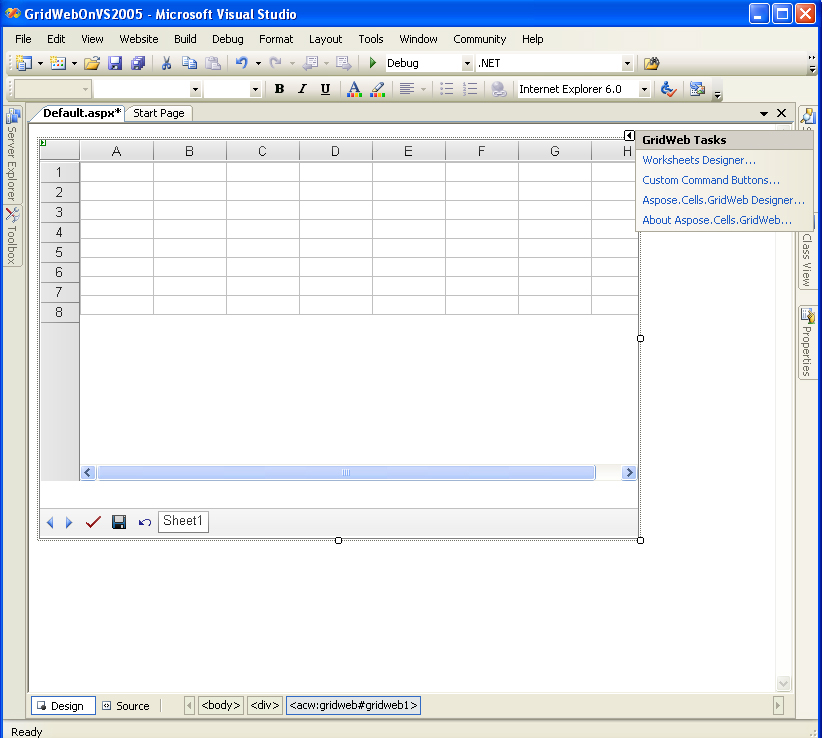 GridWebOnVS2005 - Microsoft Visual Studio
File Edit View Website Build Debug Format Layout Tools Window Community Help
Debug .NET
B I U A Internet Explorer 6.0
Default.aspx* Start Page
Server Explorer
Toolbox
GridWeb Tasks
Worksheets Designer...
Custom Command Buttons...
Aspose.Cells.GridWeb Designer...
About Aspose.Cells.GridWeb...
A B C D E F G H
1
2
3
4
5
6
7
8
Class View
Properties
Sheet1
Design Source <body> <div> <acw:gridweb#gridweb1>
Ready